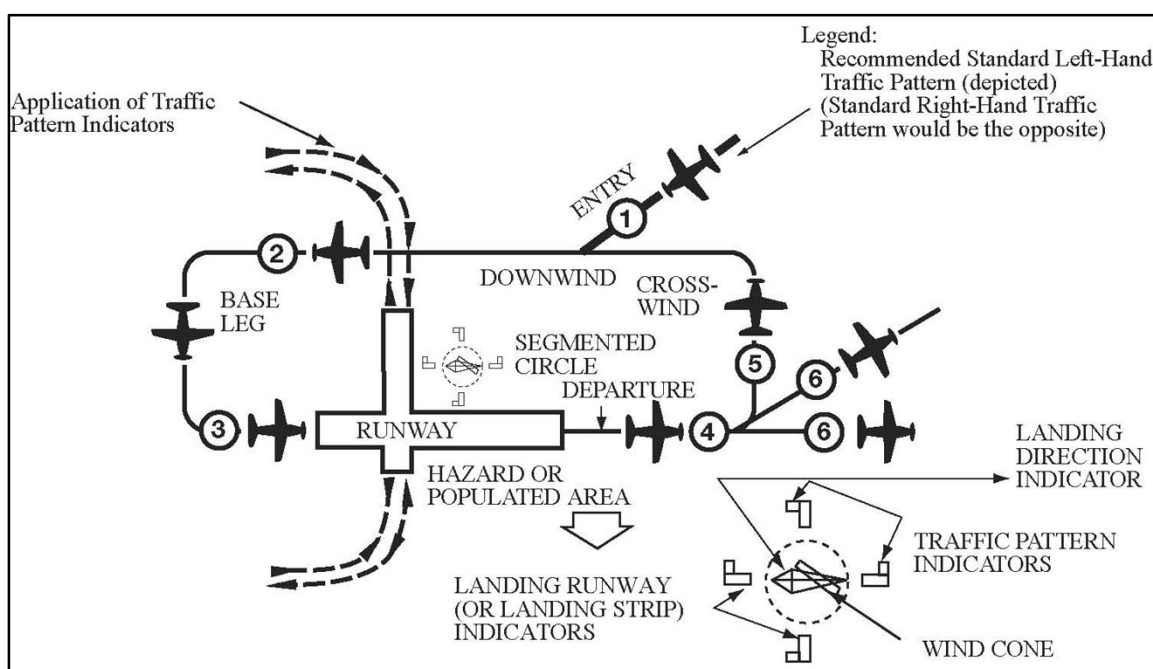 Legend:
Recommended Standard Left-Hand
Traffic Pattern (depicted)
(Standard Right-Hand Traffic
Pattern would be the opposite)
Application of Traffic
Pattern Indicators
ENTRY
1
2
DOWNWIND
CROSS-
WIND
BASE
LEG
SEGMENTED
CIRCLE
5
6
DEPARTURE
3
RUNWAY
4
6
HAZARD OR
POPULATED AREA
LANDING
DIRECTION
INDICATOR
TRAFFIC PATTERN
INDICATORS
LANDING RUNWAY
(OR LANDING STRIP)
INDICATORS
WIND CONE